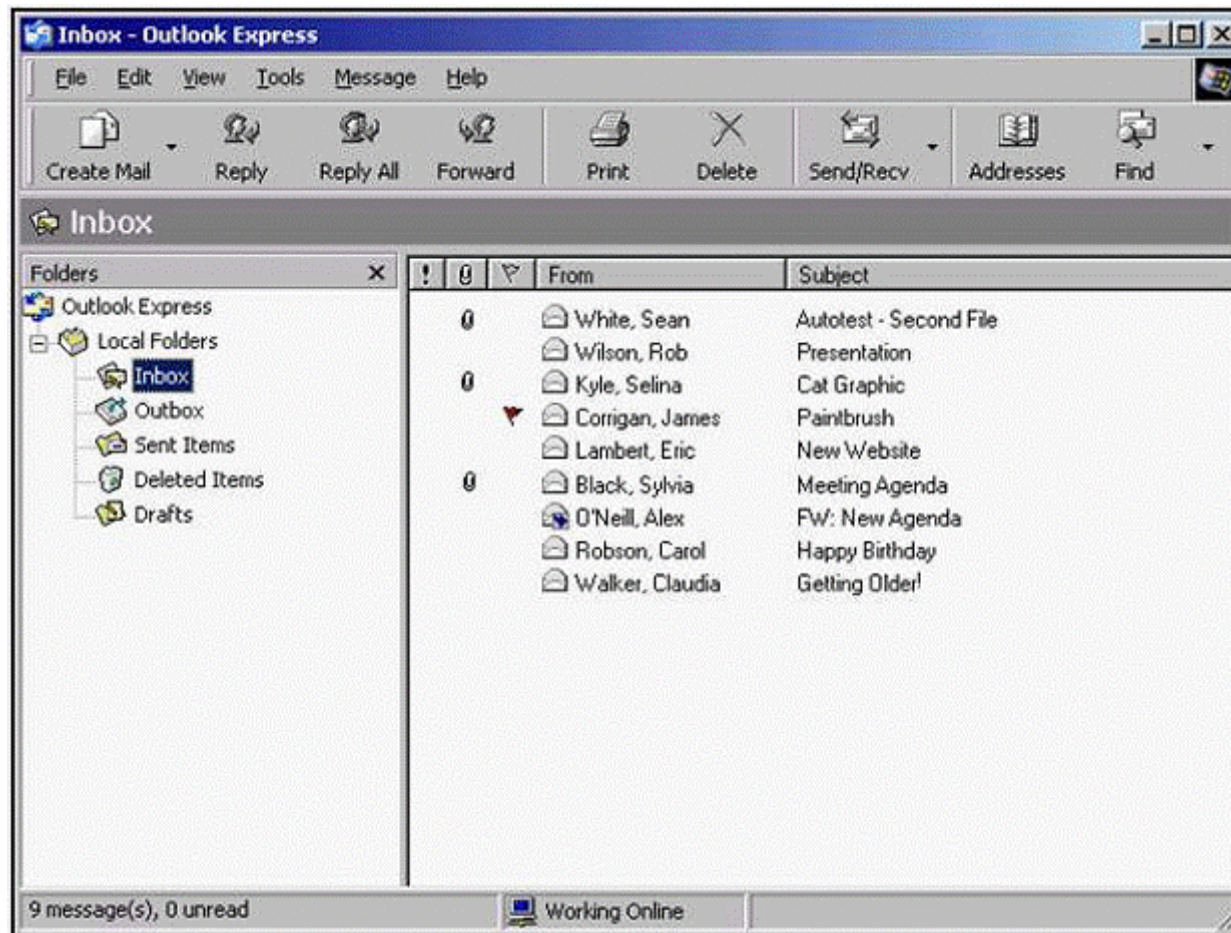 Inbox - Outlook Express
File Edit View Tools Message Help
Create Mail Reply Reply All Forward Print Delete Send/Recv Addresses Find
Inbox
Folders
! From Subject
Outlook Express
Local Folders
Inbox
Outbox
Sent Items
Deleted Items
Drafts
White, Sean Autotest - Second File
Wilson, Rob Presentation
Kyle, Selina Cat Graphic
Corrigan, James Paintbrush
Lambert, Eric New Website
Black, Sylvia Meeting Agenda
O'Neill, Alex FW: New Agenda
Robson, Carol Happy Birthday
Walker, Claudia Getting Older!
9 message(s), 0 unread Working Online